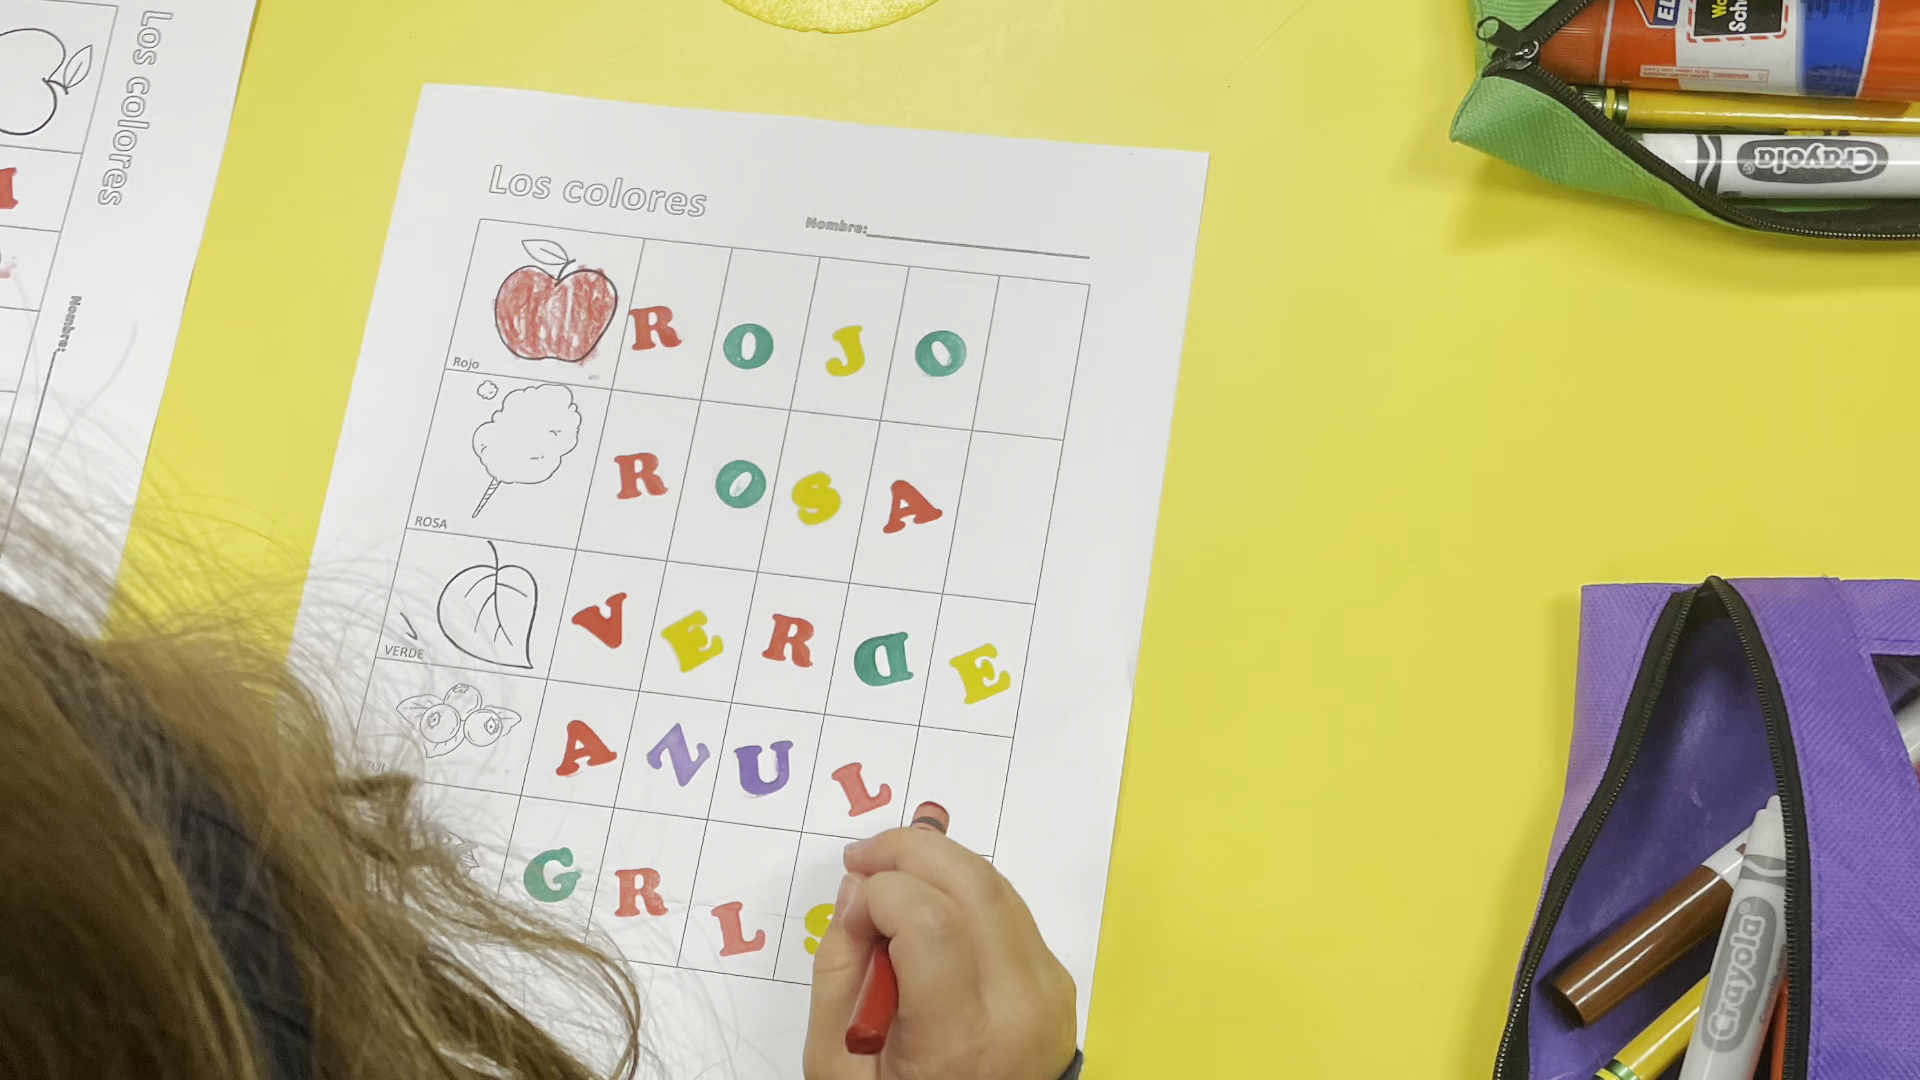 Los colores
Nombre:
Los colores
Nombre:
Rojo
R O J O
ROSA
R O S A
VERDE
V E R D E
A Z U L
G R L S
Crayola
Crayola